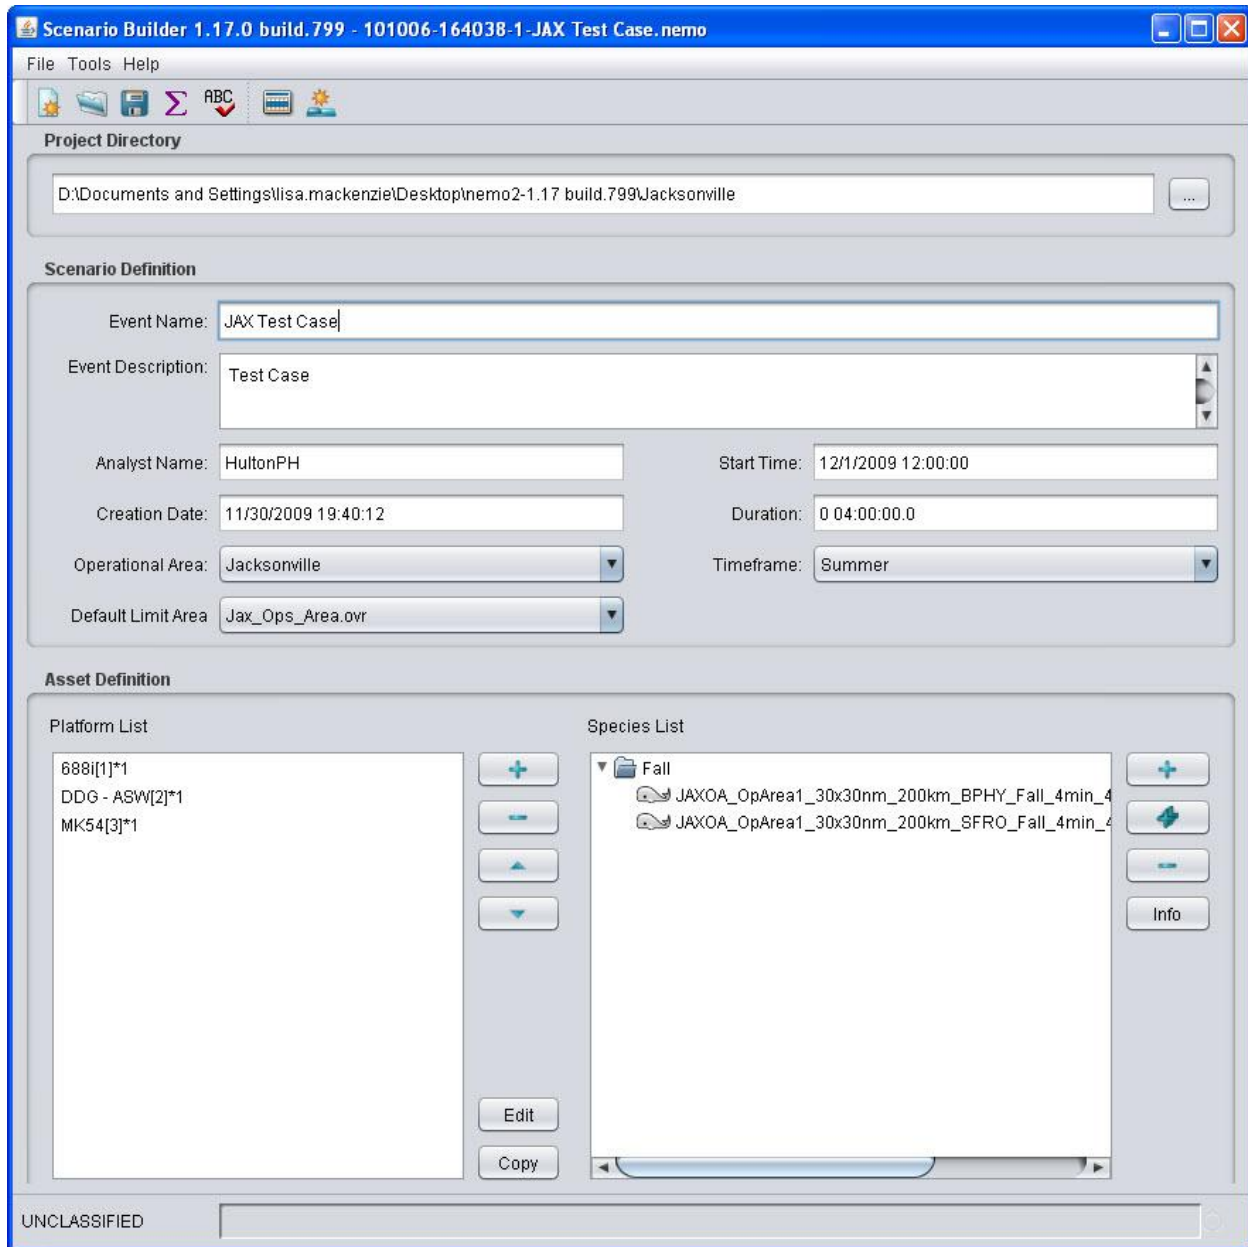 Scenario Builder 1.17.0 build.799 - 101006-164038-1-JAX Test Case.nemo
File Tools Help
ABC
Project Directory
D:\Documents and Settings\lisa.mackenzie\Desktop\nemo2-1.17 build.799\Jacksonville
...
Scenario Definition
Event Name: JAX Test Case
Event Description: Test Case
Analyst Name: HultonPH Start Time: 12/1/2009 12:00:00
Creation Date: 11/30/2009 19:40:12 Duration: 0 04:00:00.0
Operational Area: Jacksonville Timeframe: Summer
Default Limit Area Jax_Ops_Area.ovr
Asset Definition
Platform List Species List
688i[1]*1 Fall
DDG - ASW[2]*1 JAXOA_OpArea1_30x30nm_200km_BPHY_Fall_4min_4
MK54[3]*1 JAXOA_OpArea1_30x30nm_200km_SFRO_Fall_4min_4
Info
Edit
Copy
UNCLASSIFIED